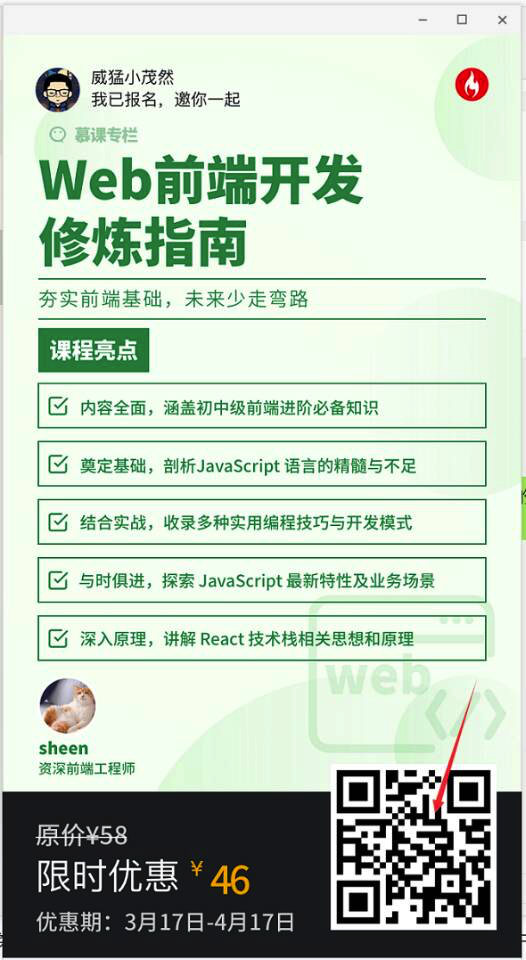 威猛小茂然
我已报名，邀你一起
慕课专栏
Web前端开发
修炼指南
夯实前端基础，未来少走弯路
课程亮点
内容全面，涵盖初中级前端进阶必备知识
奠定基础，剖析JavaScript 语言的精髓与不足
结合实战，收录多种实用编程技巧与开发模式
与时俱进，探索 JavaScript 最新特性及业务场景
深入原理，讲解 React 技术栈相关思想和原理
web
sheen
资深前端工程师
原价¥58
限时优惠 ¥ 46
优惠期：3月17日-4月17日